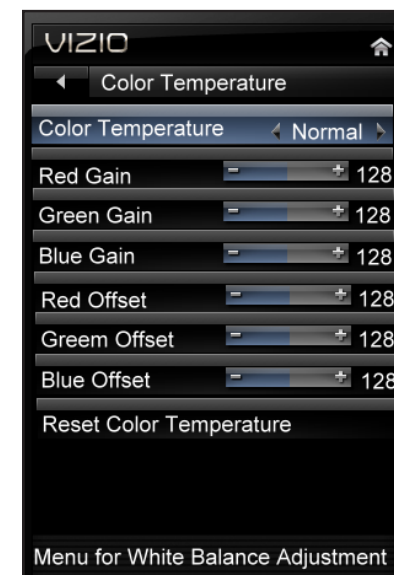 VIZIO
Color Temperature
Color Temperature Normal
Red Gain - + 128
Green Gain - + 128
Blue Gain - + 128
Red Offset - + 128
Greem Offset - + 128
Blue Offset - + 128
Reset Color Temperature
Menu for White Balance Adjustment